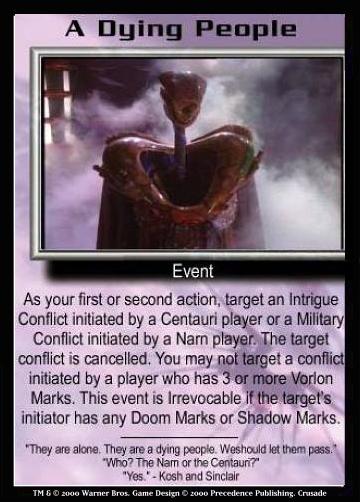 A Dying People
Event
As your first or second action, target an Intrigue
Conflict initiated by a Centauri player or a Military
Conflict initiated by a Narn player. The target
conflict is cancelled. You may not target a conflict
initiated by a player who has 3 or more Vorlon
Marks. This event is Irrevocable if the target's
initiator has any Doom Marks or Shadow Marks.
"They are alone. They are a dying people. Weshould let them pass."
"Who? The Narn or the Centauri?"
"Yes." - Kosh and Sinclair
TM & © 2000 Warner Bros. Game Design © 2000 Precedence Publishing. Crusade